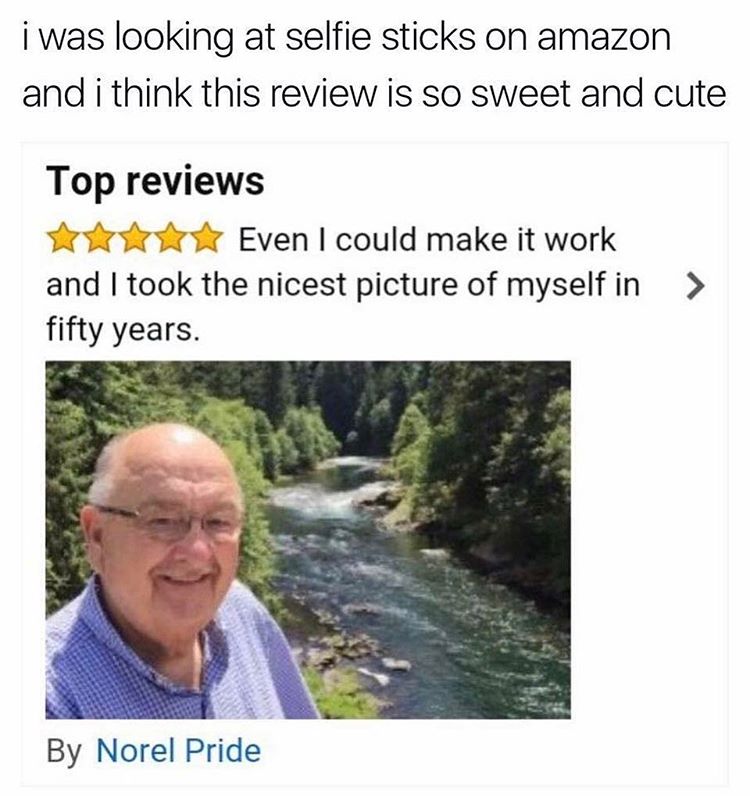 i was looking at selfie sticks on amazon
and i think this review is so sweet and cute
Top reviews
Even I could make it work
and I took the nicest picture of myself in
fifty years.
By Norel Pride